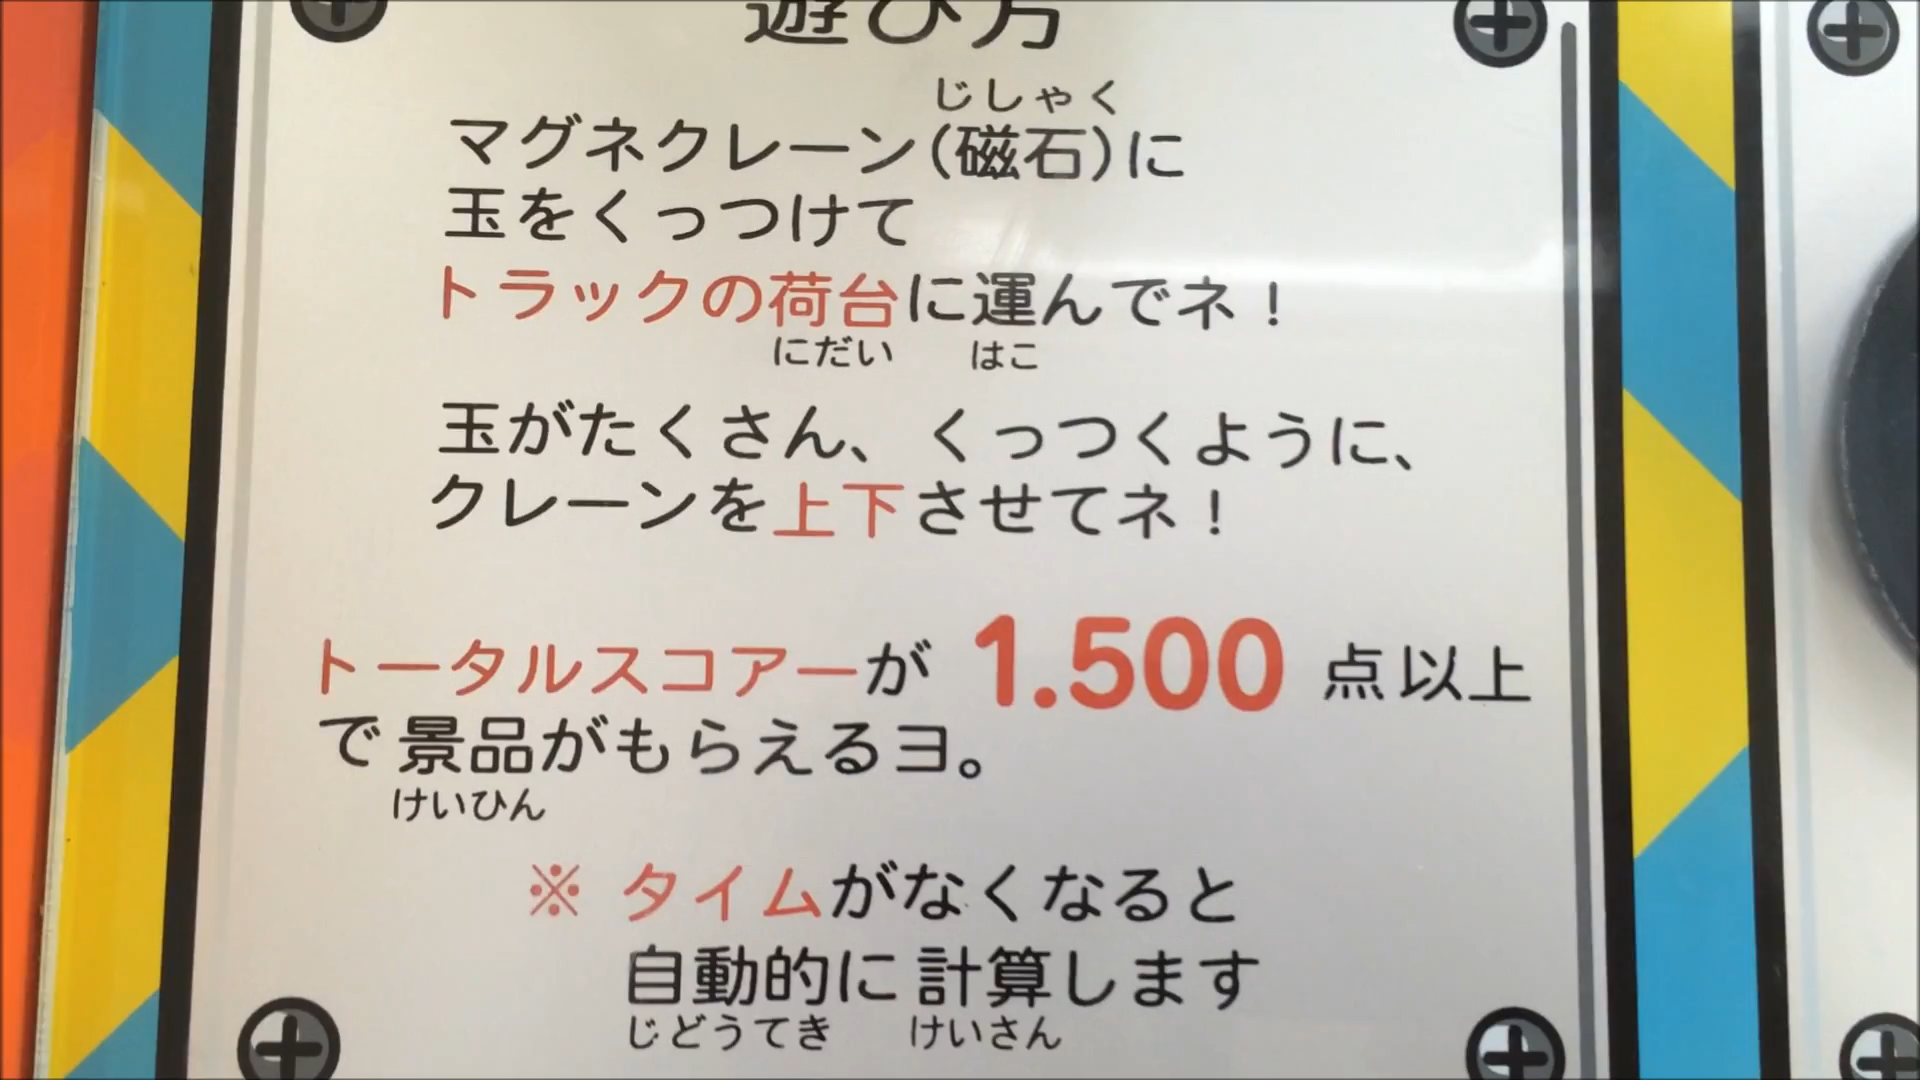 遊び方
じしゃく
マグネクレーン(磁石)に
玉をくっつけて
トラックの荷台に運んでネ!
にだい はこ
玉がたくさん、くっつくように、
クレーンを上下させてネ!
トータルスコアーが 1.500 点以上
で景品がもらえるヨ。
けいひん
※ タイムがなくなると
自動的に計算します
じどうてき けいさん